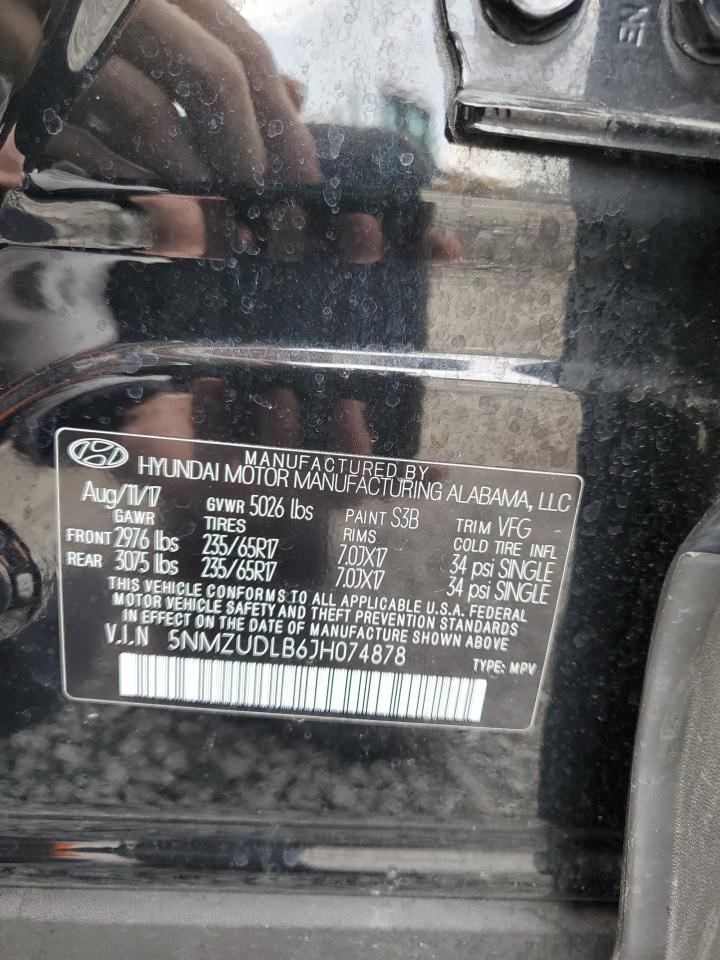 MANUFACTURED BY
HYUNDAI MOTOR MANUFACTURING ALABAMA, LLC
Aug/11/17 GVWR 5026 lbs PAINT S3B TRIM VFG
GAWR TIRES RIMS COLD TIRE INFL
FRONT 2976 lbs 235/65R17 7.0JX17 34 psi SINGLE
REAR 3075 lbs 235/65R17 7.0JX17 34 psi SINGLE
THIS VEHICLE CONFORMS TO ALL APPLICABLE U.S.A. FEDERAL
MOTOR VEHICLE SAFETY AND THEFT PREVENTION STANDARDS
IN EFFECT ON THE DATE OF MANUFACTURE SHOWN ABOVE.
V.I.N 5NMZUDLB6JH074878 TYPE: MPV